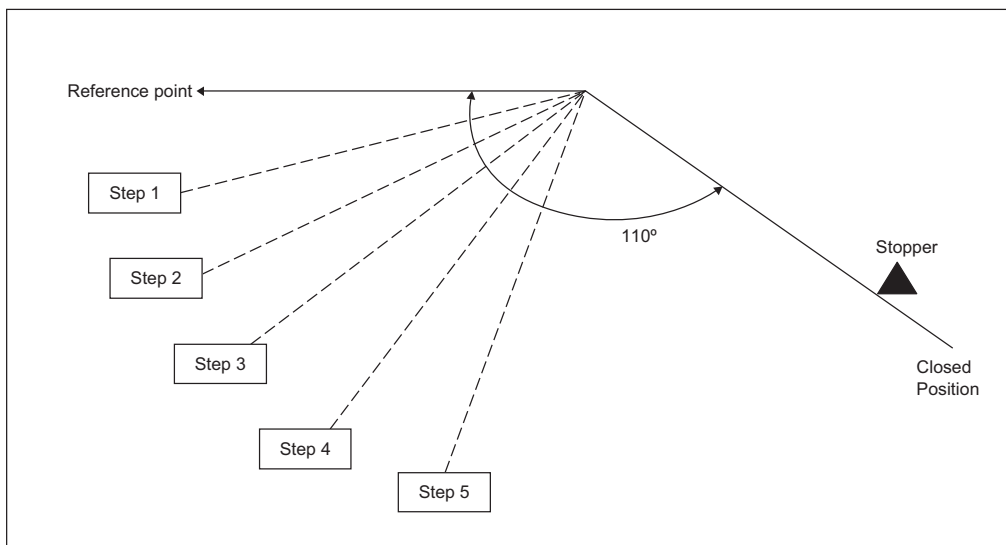 Reference point
Step 1
Step 2
Step 3
Step 4
Step 5
110º
Stopper
Closed
Position